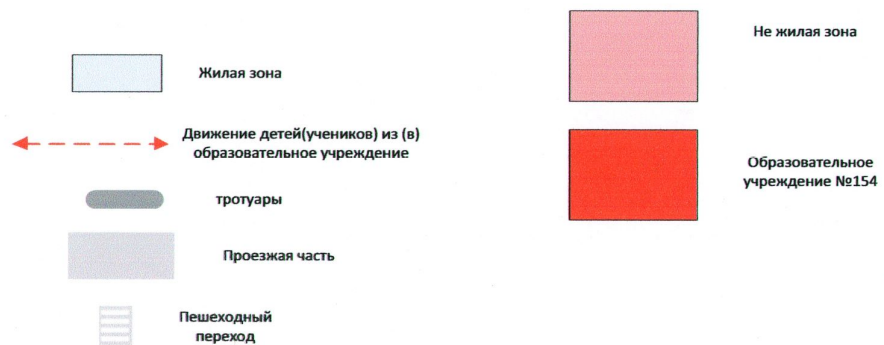 Жилая зона
Движение детей(учеников) из (в)
образовательное учреждение
тротуары
Проезжая часть
Пешеходный
переход
Не жилая зона
Образовательное
учреждение №154